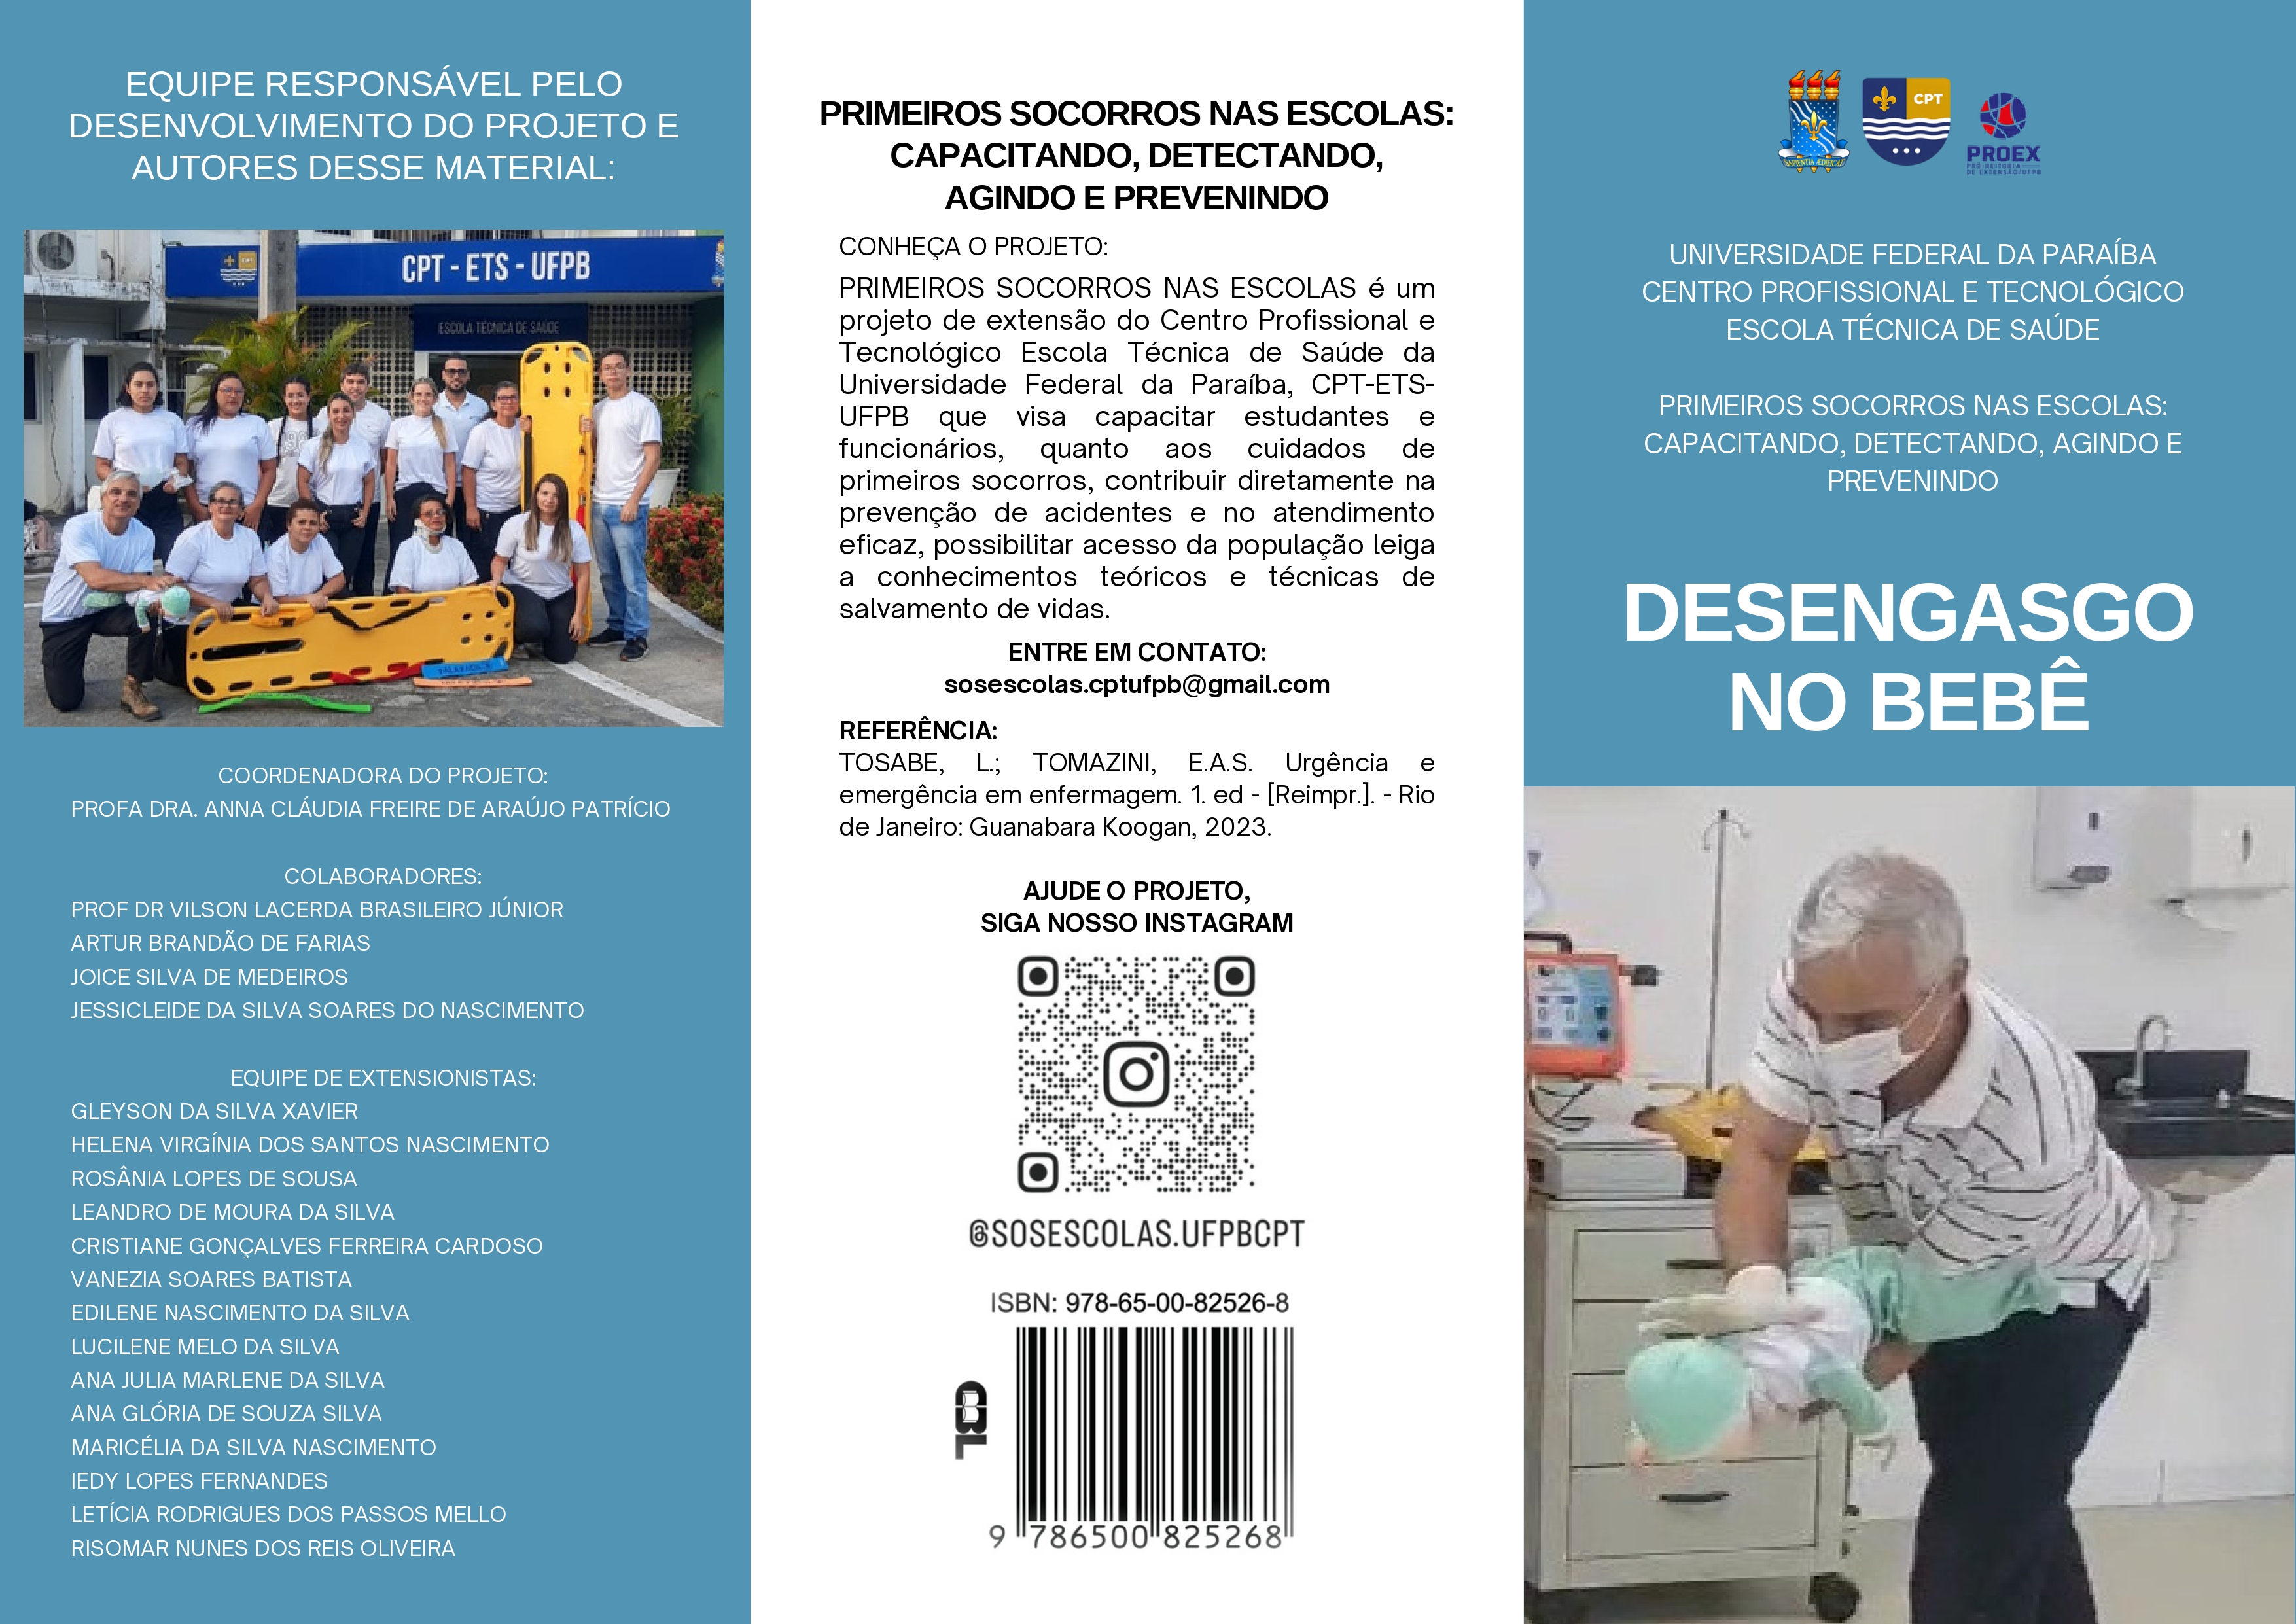 EQUIPE RESPONSÁVEL PELO
DESENVOLVIMENTO DO PROJETO E
AUTORES DESSE MATERIAL:
CPT - ETS - UFPB
ESCOLA TÉCNICA DE SAÚDE
COORDENADORA DO PROJETO:
PROFA DRA. ANNA CLÁUDIA FREIRE DE ARAÚJO PATRÍCIO
COLABORADORES:
PROF DR VILSON LACERDA BRASILEIRO JÚNIOR
ARTUR BRANDÃO DE FARIAS
JOICE SILVA DE MEDEIROS
JESSICLEIDE DA SILVA SOARES DO NASCIMENTO
EQUIPE DE EXTENSIONISTAS:
GLEYSON DA SILVA XAVIER
HELENA VIRGÍNIA DOS SANTOS NASCIMENTO
ROSÂNIA LOPES DE SOUSA
LEANDRO DE MOURA DA SILVA
CRISTIANE GONÇALVES FERREIRA CARDOSO
VANEZIA SOARES BATISTA
EDILENE NASCIMENTO DA SILVA
LUCILENE MELO DA SILVA
ANA JULIA MARLENE DA SILVA
ANA GLÓRIA DE SOUZA SILVA
MARICÉLIA DA SILVA NASCIMENTO
IEDY LOPES FERNANDES
LETÍCIA RODRIGUES DOS PASSOS MELLO
RISOMAR NUNES DOS REIS OLIVEIRA
PRIMEIROS SOCORROS NAS ESCOLAS:
CAPACITANDO, DETECTANDO,
AGINDO E PREVENINDO
CONHEÇA O PROJETO:
PRIMEIROS SOCORROS NAS ESCOLAS é um
projeto de extensão do Centro Profissional e
Tecnológico Escola Técnica de Saúde da
Universidade Federal da Paraíba, CPT-ETS-
UFPB que visa capacitar estudantes e
funcionários, quanto aos cuidados de
primeiros socorros, contribuir diretamente na
prevenção de acidentes e no atendimento
eficaz, possibilitar acesso da população leiga
a conhecimentos teóricos e técnicas de
salvamento de vidas.
ENTRE EM CONTATO:
sosescolas.cptufpb@gmail.com
REFERÊNCIA:
TOSABE, L.; TOMAZINI, E.A.S. Urgência e
emergência em enfermagem. 1. ed - [Reimpr.]. - Rio
de Janeiro: Guanabara Koogan, 2023.
AJUDE O PROJETO,
SIGA NOSSO INSTAGRAM
@SOSESCOLAS.UFPBCPT
ISBN: 978-65-00-82526-8
CBL
9 786500 825268
SAPIENTIA ÆDIFICAT
CPT
PROEX
PRÓ-REITORIA
DE EXTENSÃO/UFPB
UNIVERSIDADE FEDERAL DA PARAÍBA
CENTRO PROFISSIONAL E TECNOLÓGICO
ESCOLA TÉCNICA DE SAÚDE
PRIMEIROS SOCORROS NAS ESCOLAS:
CAPACITANDO, DETECTANDO, AGINDO E
PREVENINDO
DESENGASGO
NO BEBÊ